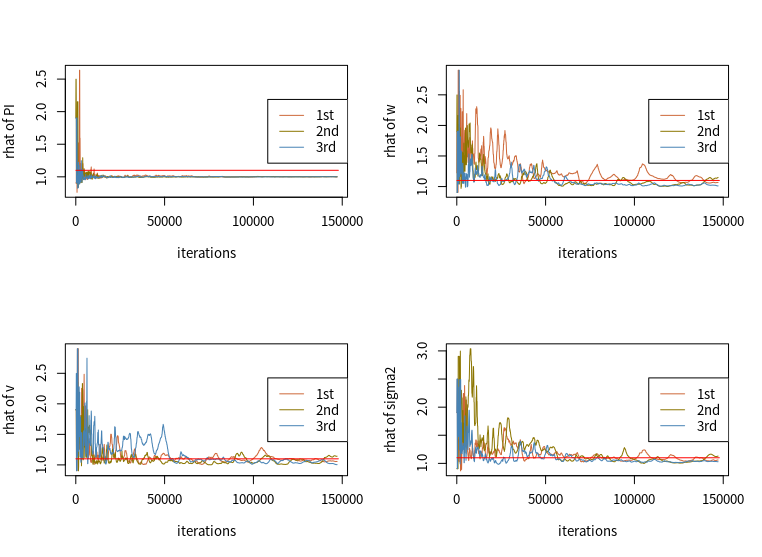 rhat of PI
2.5
2.0
1.5
1.0
1st
2nd
3rd
0 50000 100000 150000
iterations
rhat of w
2.5
2.0
1.5
1.0
1st
2nd
3rd
0 50000 100000 150000
iterations
rhat of v
2.5
2.0
1.5
1.0
1st
2nd
3rd
0 50000 100000 150000
iterations
rhat of sigma2
3.0
2.0
1.0
1st
2nd
3rd
0 50000 100000 150000
iterations